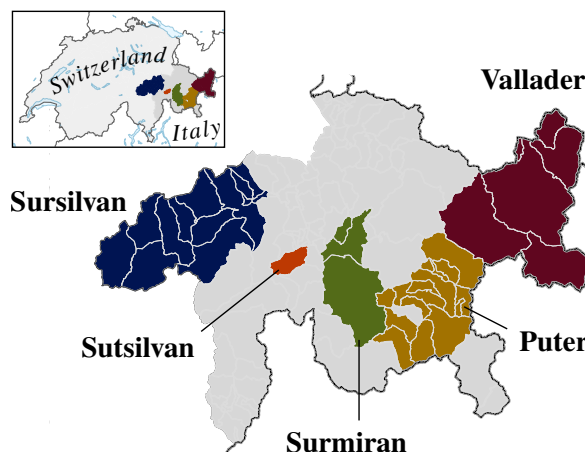 Switzerland
Italy
Vallader
Sursilvan
Sutsilvan
Puter
Surmiran